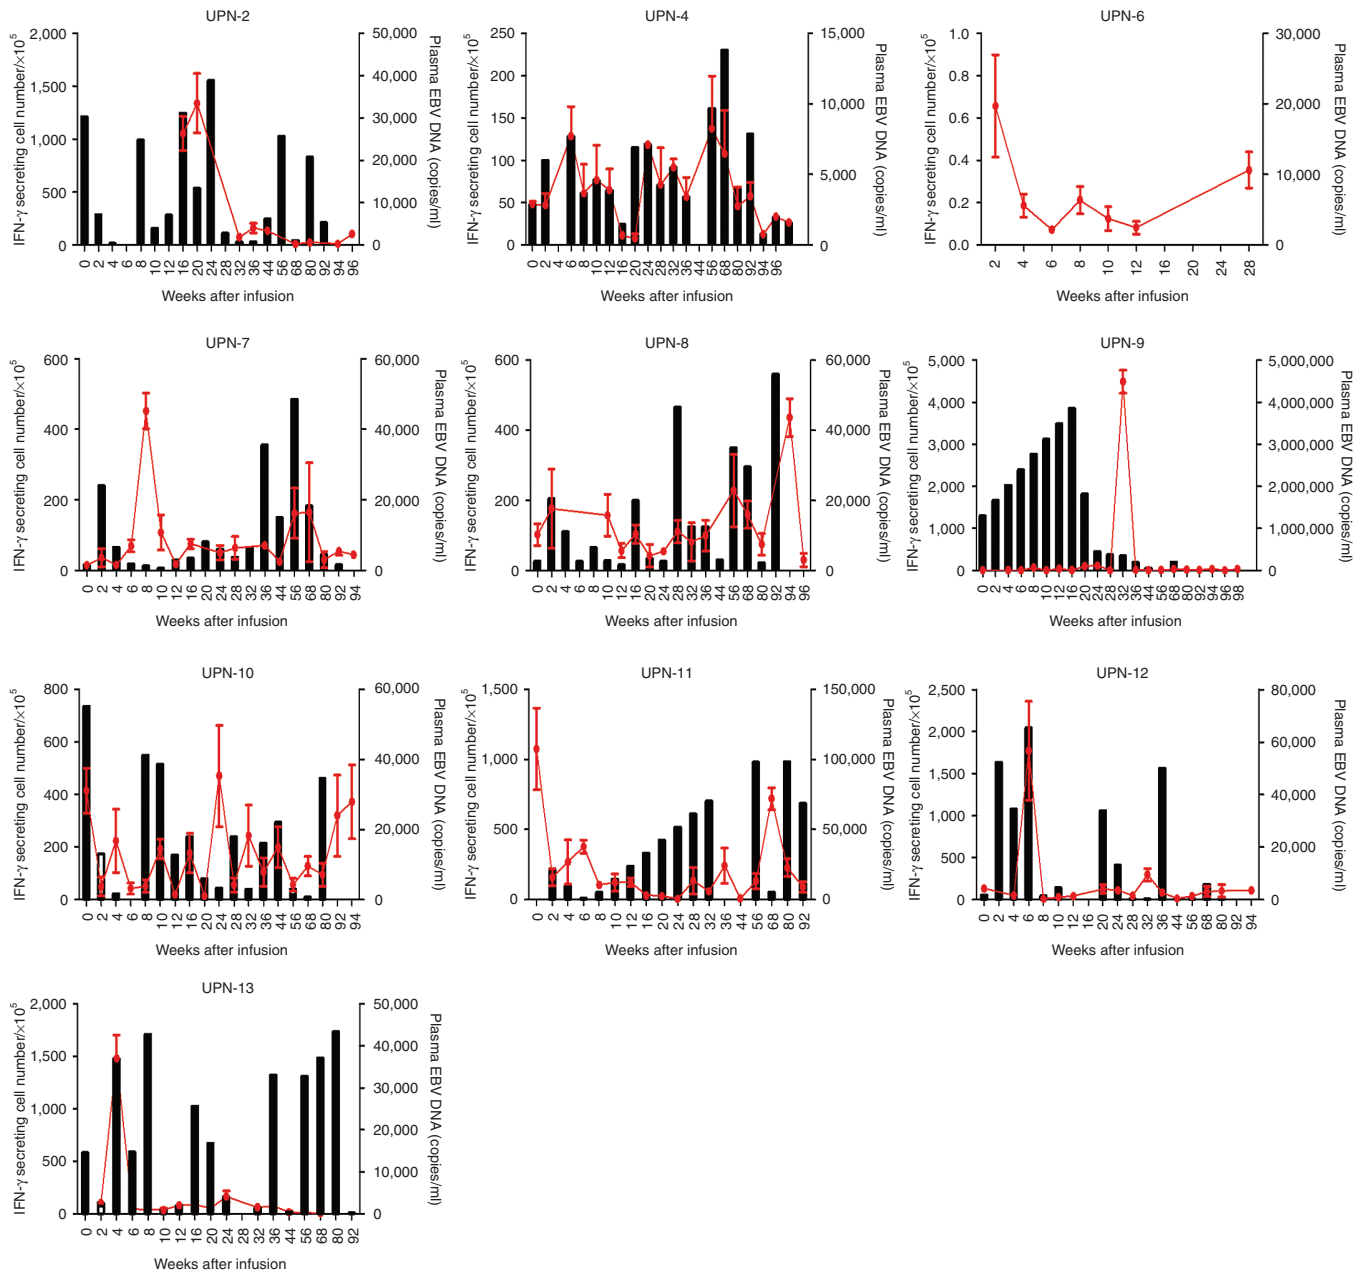 UPN-2
IFN-γ secreting cell number/×10⁵
2,000
1,500
1,000
500
0
50,000
40,000
30,000
20,000
10,000
0
Plasma EBV DNA (copies/ml)
0 2 4 6 8 10 12 16 20 24 28 32 36 44 56 68 80 92 94 96
Weeks after infusion
UPN-4
IFN-γ secreting cell number/×10⁵
250
200
150
100
50
0
15,000
10,000
5,000
0
Plasma EBV DNA (copies/ml)
0 2 4 6 8 10 12 16 20 24 28 32 36 44 56 68 80 92 94 96
Weeks after infusion
UPN-6
IFN-γ secreting cell number/×10⁵
1.0
0.8
0.6
0.4
0.2
0.0
30,000
20,000
10,000
0
Plasma EBV DNA (copies/ml)
2 4 6 8 10 12 16 20 24 28
Weeks after infusion
UPN-7
IFN-γ secreting cell number/×10⁵
600
400
200
0
60,000
40,000
20,000
0
Plasma EBV DNA (copies/ml)
0 2 4 6 8 10 12 16 20 24 28 32 36 44 56 68 80 92 94
Weeks after infusion
UPN-8
IFN-γ secreting cell number/×10⁵
600
400
200
0
60,000
40,000
20,000
0
Plasma EBV DNA (copies/ml)
0 2 4 6 8 10 12 16 20 24 28 32 36 44 56 68 80 92 94 96
Weeks after infusion
UPN-9
IFN-γ secreting cell number/×10⁵
5,000
4,000
3,000
2,000
1,000
0
5,000,000
4,000,000
3,000,000
2,000,000
1,000,000
0
Plasma EBV DNA (copies/ml)
0 2 4 6 8 10 12 16 20 24 28 32 36 44 56 68 80 92 94 96 98
Weeks after infusion
UPN-10
IFN-γ secreting cell number/×10⁵
800
600
400
200
0
60,000
40,000
20,000
0
Plasma EBV DNA (copies/ml)
0 2 4 6 8 10 12 16 20 24 28 32 36 44 56 68 80 92 94
Weeks after infusion
UPN-11
IFN-γ secreting cell number/×10⁵
1,500
1,000
500
0
150,000
100,000
50,000
0
Plasma EBV DNA (copies/ml)
0 2 4 6 8 10 12 16 20 24 28 32 36 44 56 68 80 92
Weeks after infusion
UPN-12
IFN-γ secreting cell number/×10⁵
2,500
2,000
1,500
1,000
500
0
80,000
60,000
40,000
20,000
0
Plasma EBV DNA (copies/ml)
0 2 4 6 8 10 12 16 20 24 28 32 36 44 56 68 80 92 94
Weeks after infusion
UPN-13
IFN-γ secreting cell number/×10⁵
2,000
1,500
1,000
500
0
50,000
40,000
30,000
20,000
10,000
0
Plasma EBV DNA (copies/ml)
0 2 4 6 8 10 12 16 20 24 28 32 36 44 56 68 80 92
Weeks after infusion